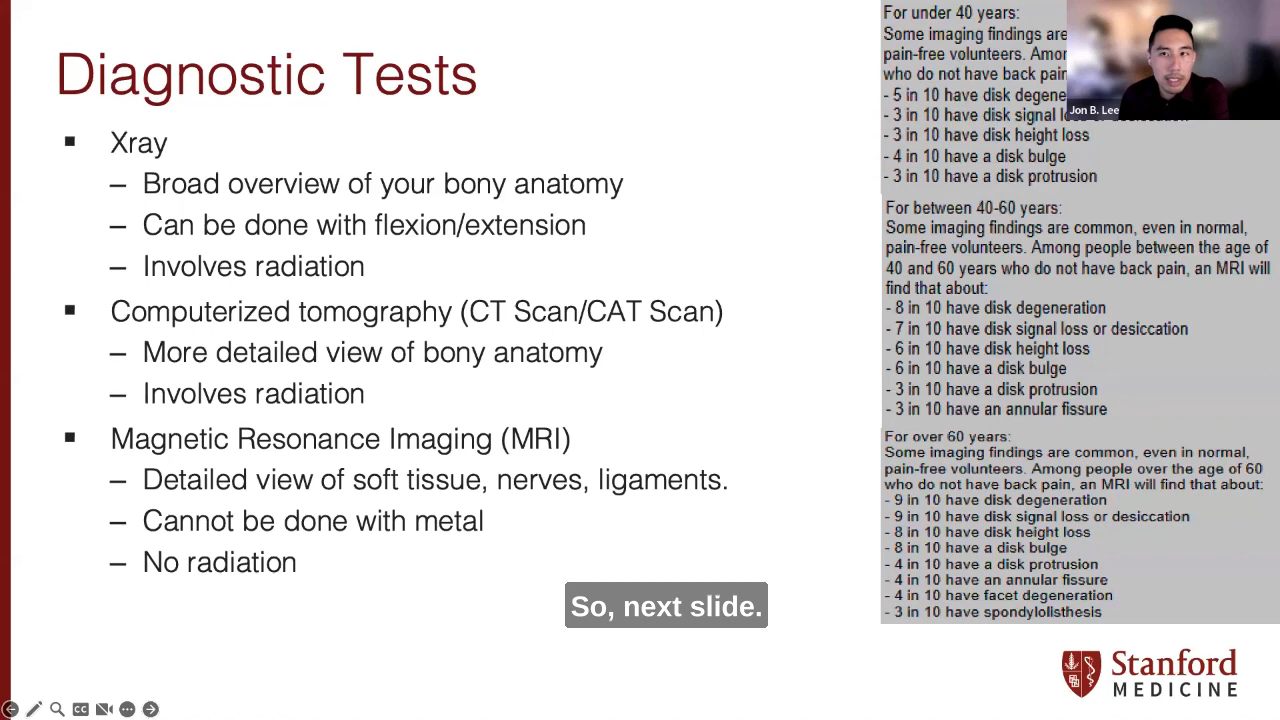 Diagnostic Tests
▪ Xray
– Broad overview of your bony anatomy
– Can be done with flexion/extension
– Involves radiation
▪ Computerized tomography (CT Scan/CAT Scan)
– More detailed view of bony anatomy
– Involves radiation
▪ Magnetic Resonance Imaging (MRI)
– Detailed view of soft tissue, nerves, ligaments.
– Cannot be done with metal
– No radiation
For under 40 years:
Some imaging findings are
pain-free volunteers.
who do not have back pain
- 5 in 10 have disk
- 3 in 10 have disk signal
- 3 in 10 have disk height loss
- 4 in 10 have a disk bulge
- 3 in 10 have a disk protrusion
Jon B. Lee
For between 40-60 years:
Some imaging findings are common, even in normal,
pain-free volunteers. Among people between the age of
40 and 60 years who do not have back pain, an MRI will
find that about:
- 8 in 10 have disk degeneration
- 7 in 10 have disk signal loss or desiccation
- 6 in 10 have disk height loss
- 6 in 10 have a disk bulge
- 3 in 10 have a disk protrusion
- 3 in 10 have an annular fissure
For over 60 years:
Some imaging findings are common, even in normal,
pain-free volunteers. Among people over the age of 60
who do not have back pain, an MRI will find that about:
- 9 in 10 have disk degeneration
- 9 in 10 have disk signal loss or desiccation
- 8 in 10 have disk height loss
- 8 in 10 have a disk bulge
- 4 in 10 have a disk protrusion
- 4 in 10 have an annular fissure
- 4 in 10 have facet degeneration
- 3 in 10 have spondylolisthesis
So, next slide.
Stanford
MEDICINE
CC